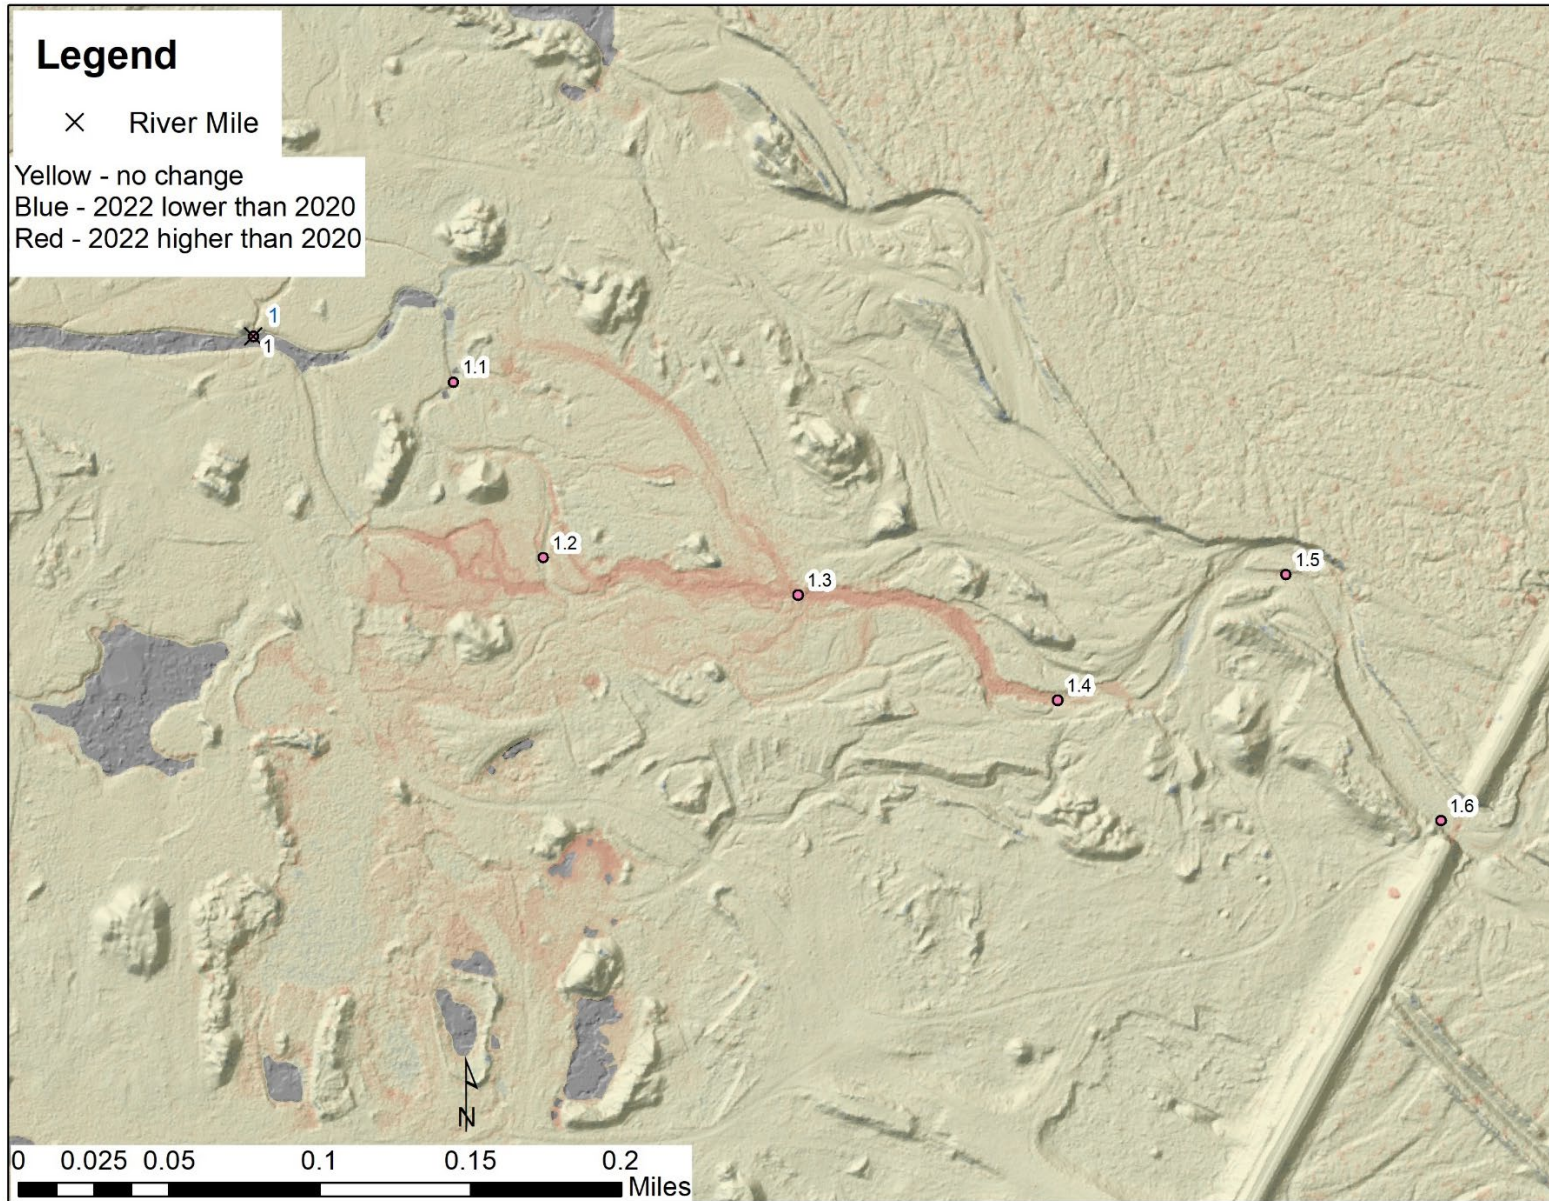 Legend
River Mile
Yellow - no change
Blue - 2022 lower than 2020
Red - 2022 higher than 2020
1
1
1.1
1.2
1.3
1.5
1.4
1.6
N
0 0.025 0.05 0.1 0.15 0.2
Miles